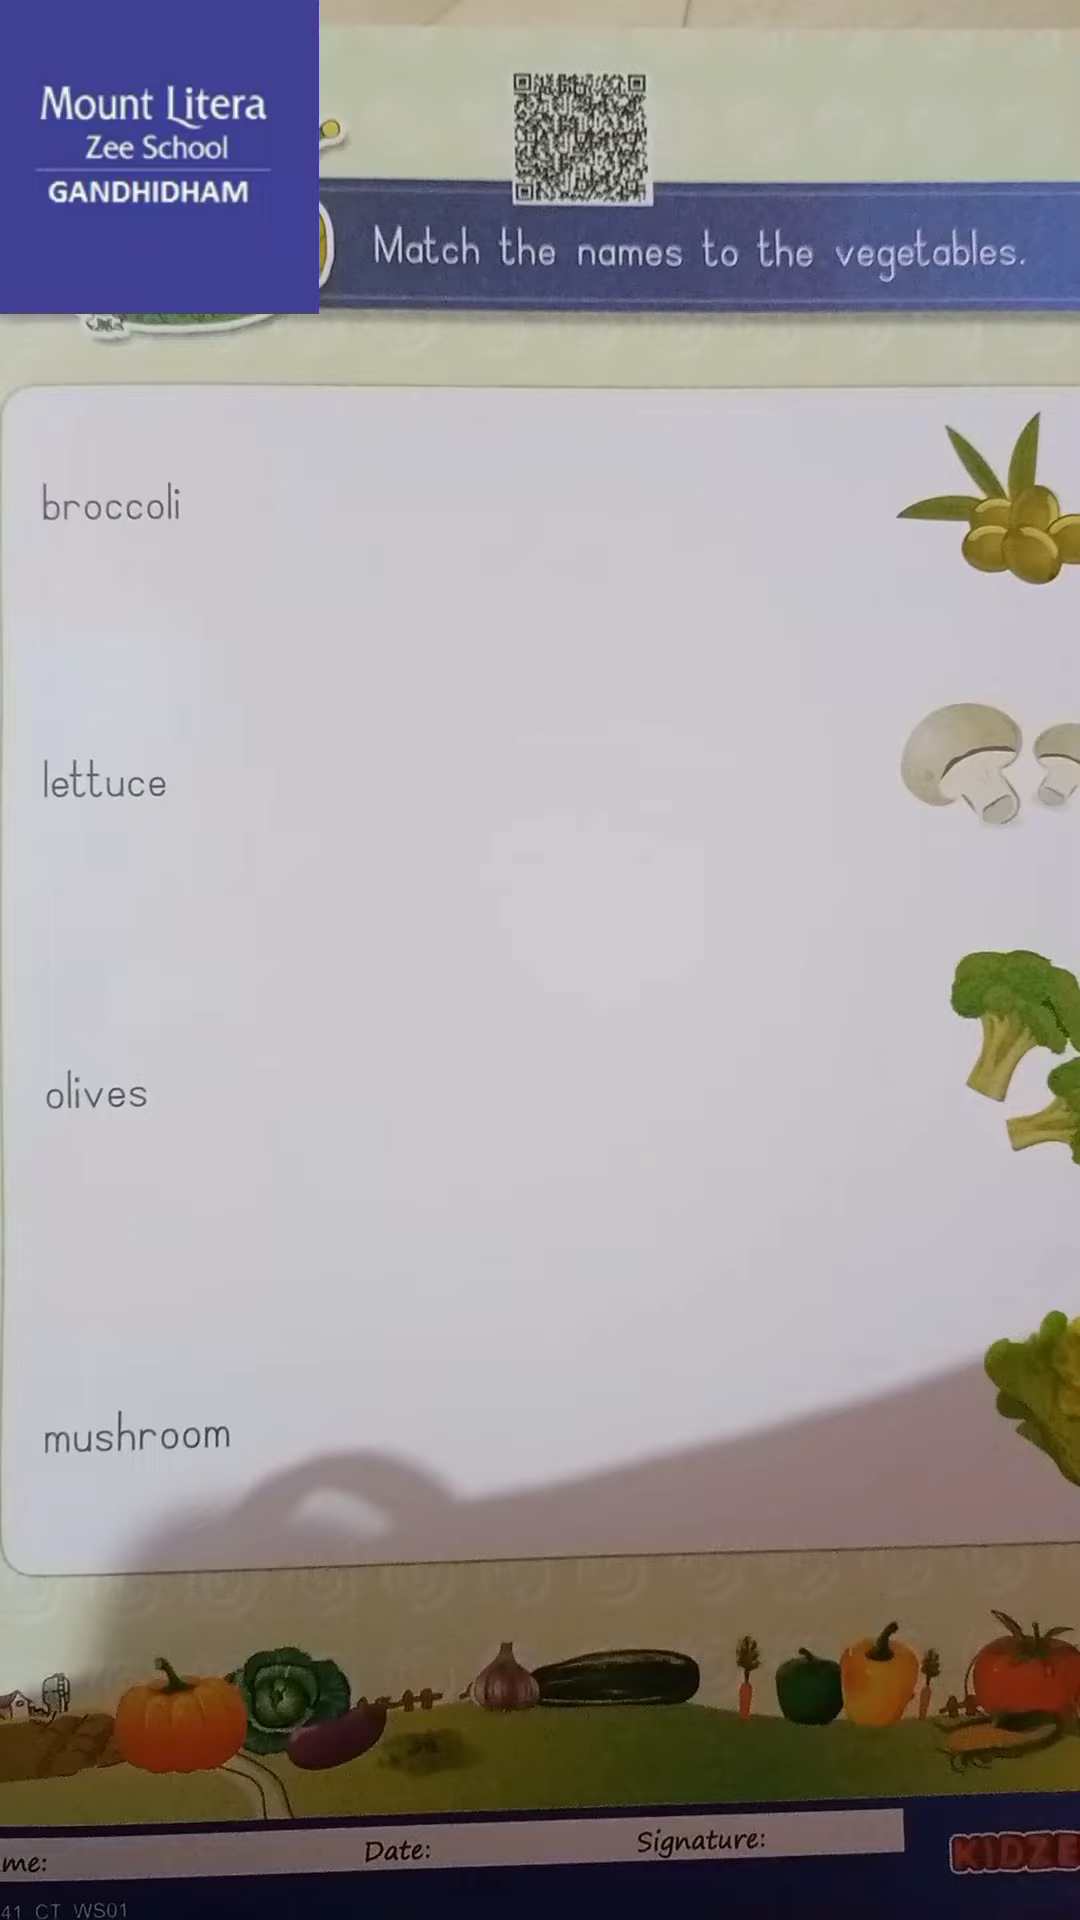 Mount Litera
Zee School
GANDHIDHAM
Match the names to the vegetables.
broccoli
lettuce
olives
mushroom
me:
Date:
Signature:
KIDZE
41 CT WS01